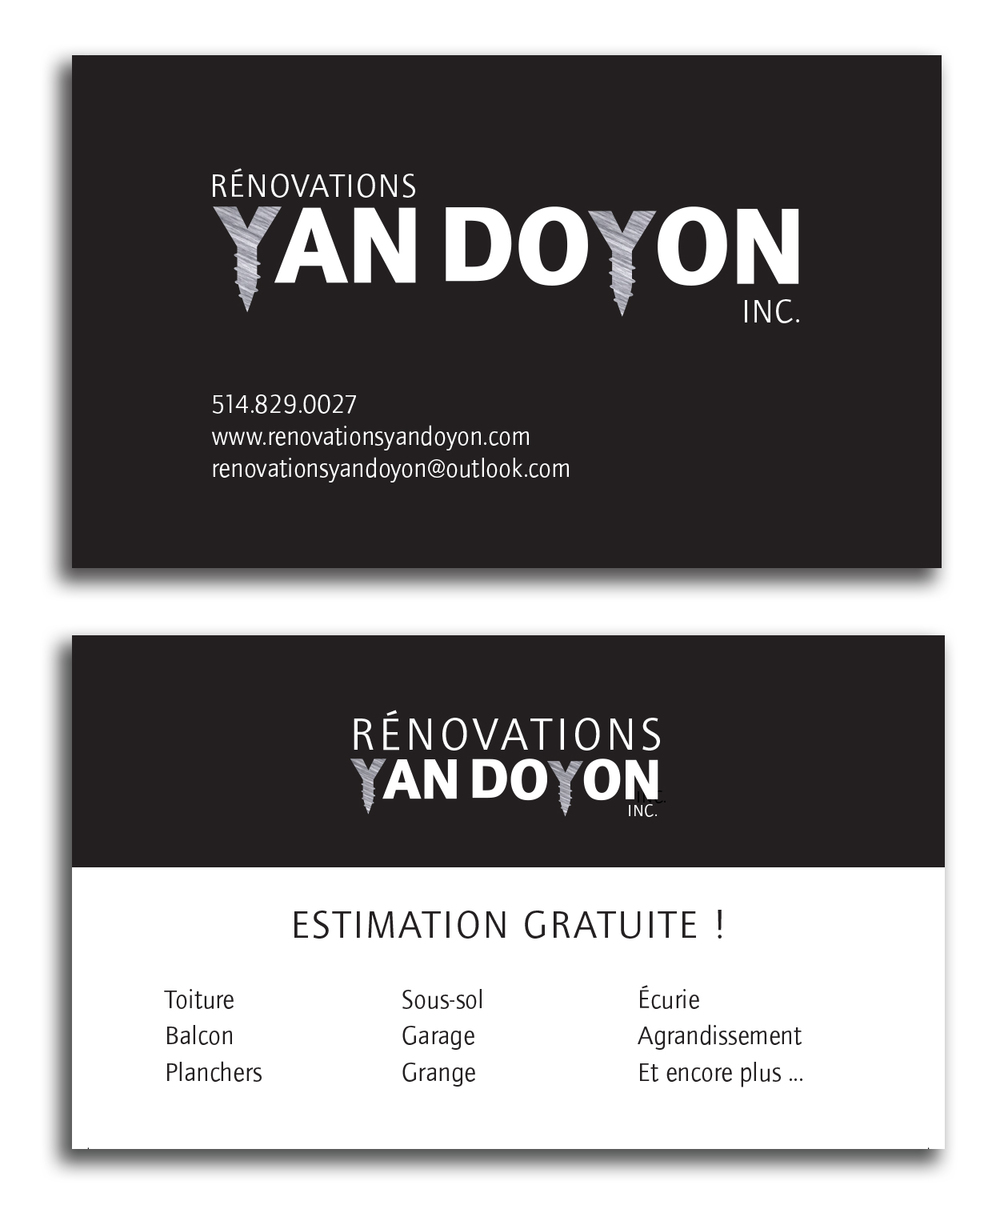 RÉNOVATIONS
YAN DOYON
INC.
514.829.0027
www.renovationsyandoyon.com
renovationsyandoyon@outlook.com
RÉNOVATIONS
YAN DOYON
INC.
ESTIMATION GRATUITE !
Toiture Sous-sol Écurie
Balcon Garage Agrandissement
Planchers Grange Et encore plus ...